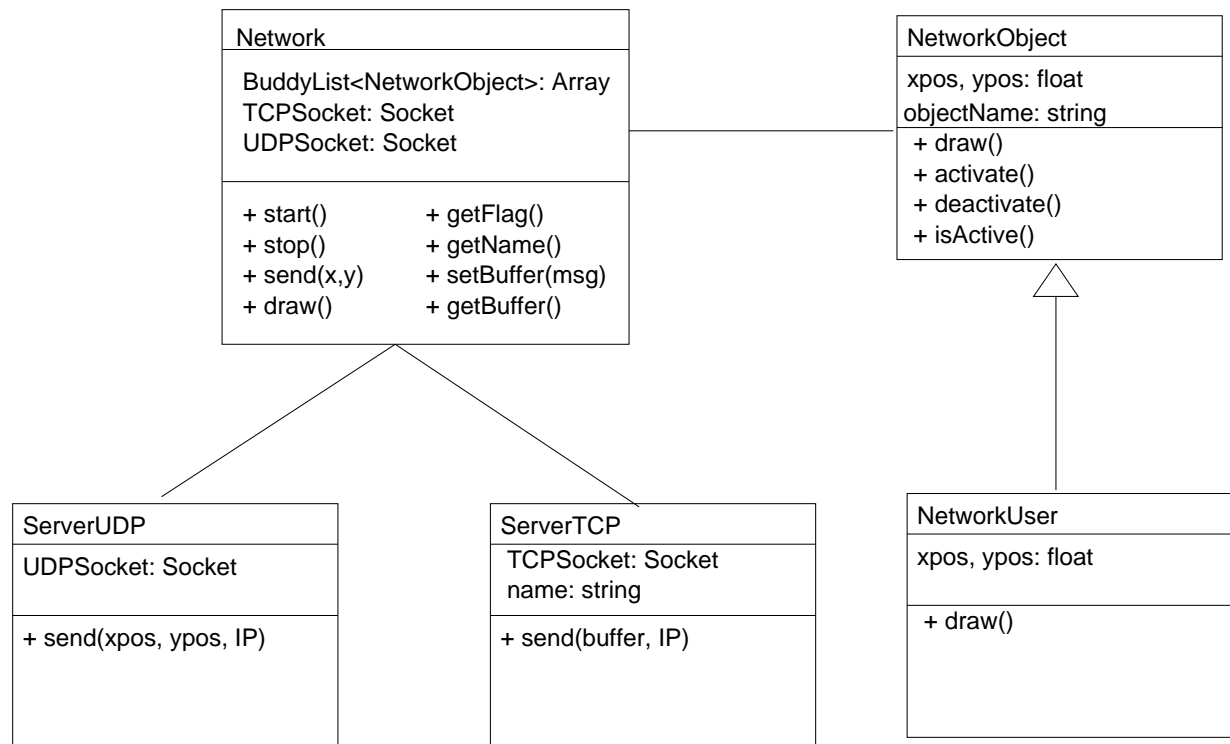 Network
BuddyList<NetworkObject>: Array
TCPSocket: Socket
UDPSocket: Socket
+ start()
+ stop()
+ send(x,y)
+ draw()
+ getFlag()
+ getName()
+ setBuffer(msg)
+ getBuffer()
NetworkObject
xpos, ypos: float
objectName: string
+ draw()
+ activate()
+ deactivate()
+ isActive()
ServerUDP
UDPSocket: Socket
+ send(xpos, ypos, IP)
ServerTCP
TCPSocket: Socket
name: string
+ send(buffer, IP)
NetworkUser
xpos, ypos: float
+ draw()